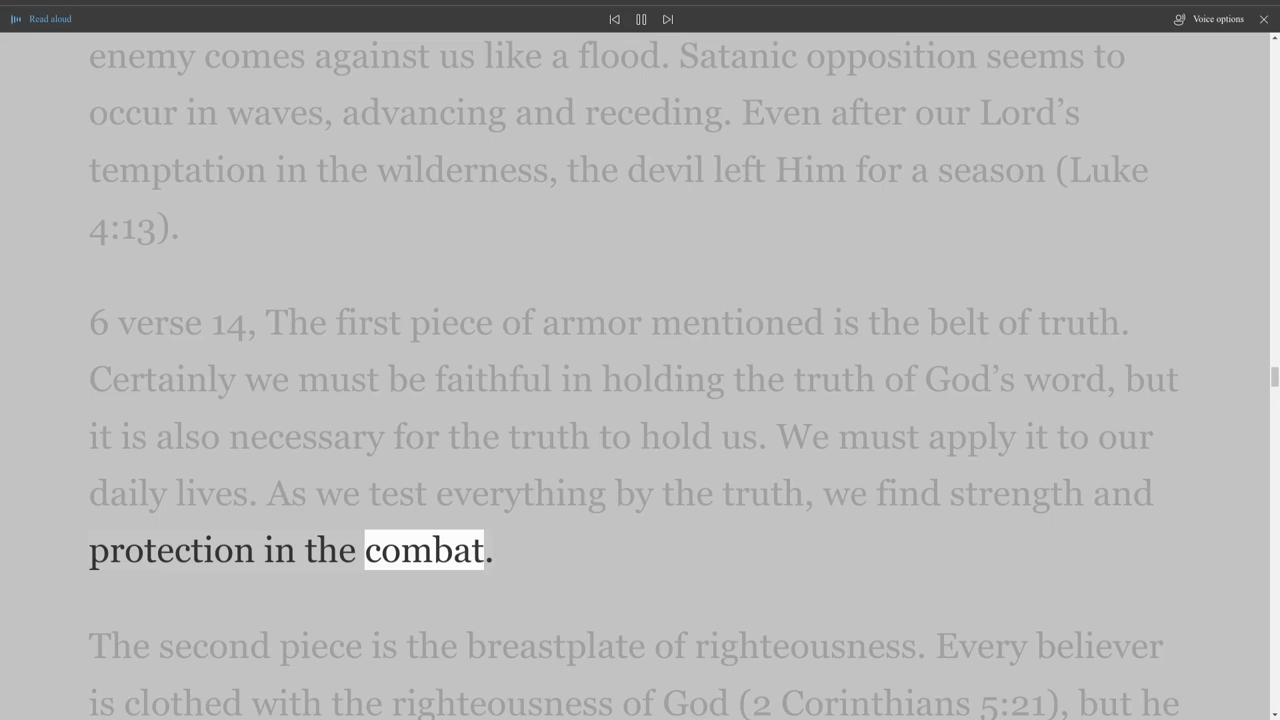 Read aloud
Voice options
enemy comes against us like a flood. Satanic opposition seems to
occur in waves, advancing and receding. Even after our Lord’s
temptation in the wilderness, the devil left Him for a season (Luke
4:13).
6 verse 14, The first piece of armor mentioned is the belt of truth.
Certainly we must be faithful in holding the truth of God’s word, but
it is also necessary for the truth to hold us. We must apply it to our
daily lives. As we test everything by the truth, we find strength and
protection in the combat.
The second piece is the breastplate of righteousness. Every believer
is clothed with the righteousness of God (2 Corinthians 5:21), but he